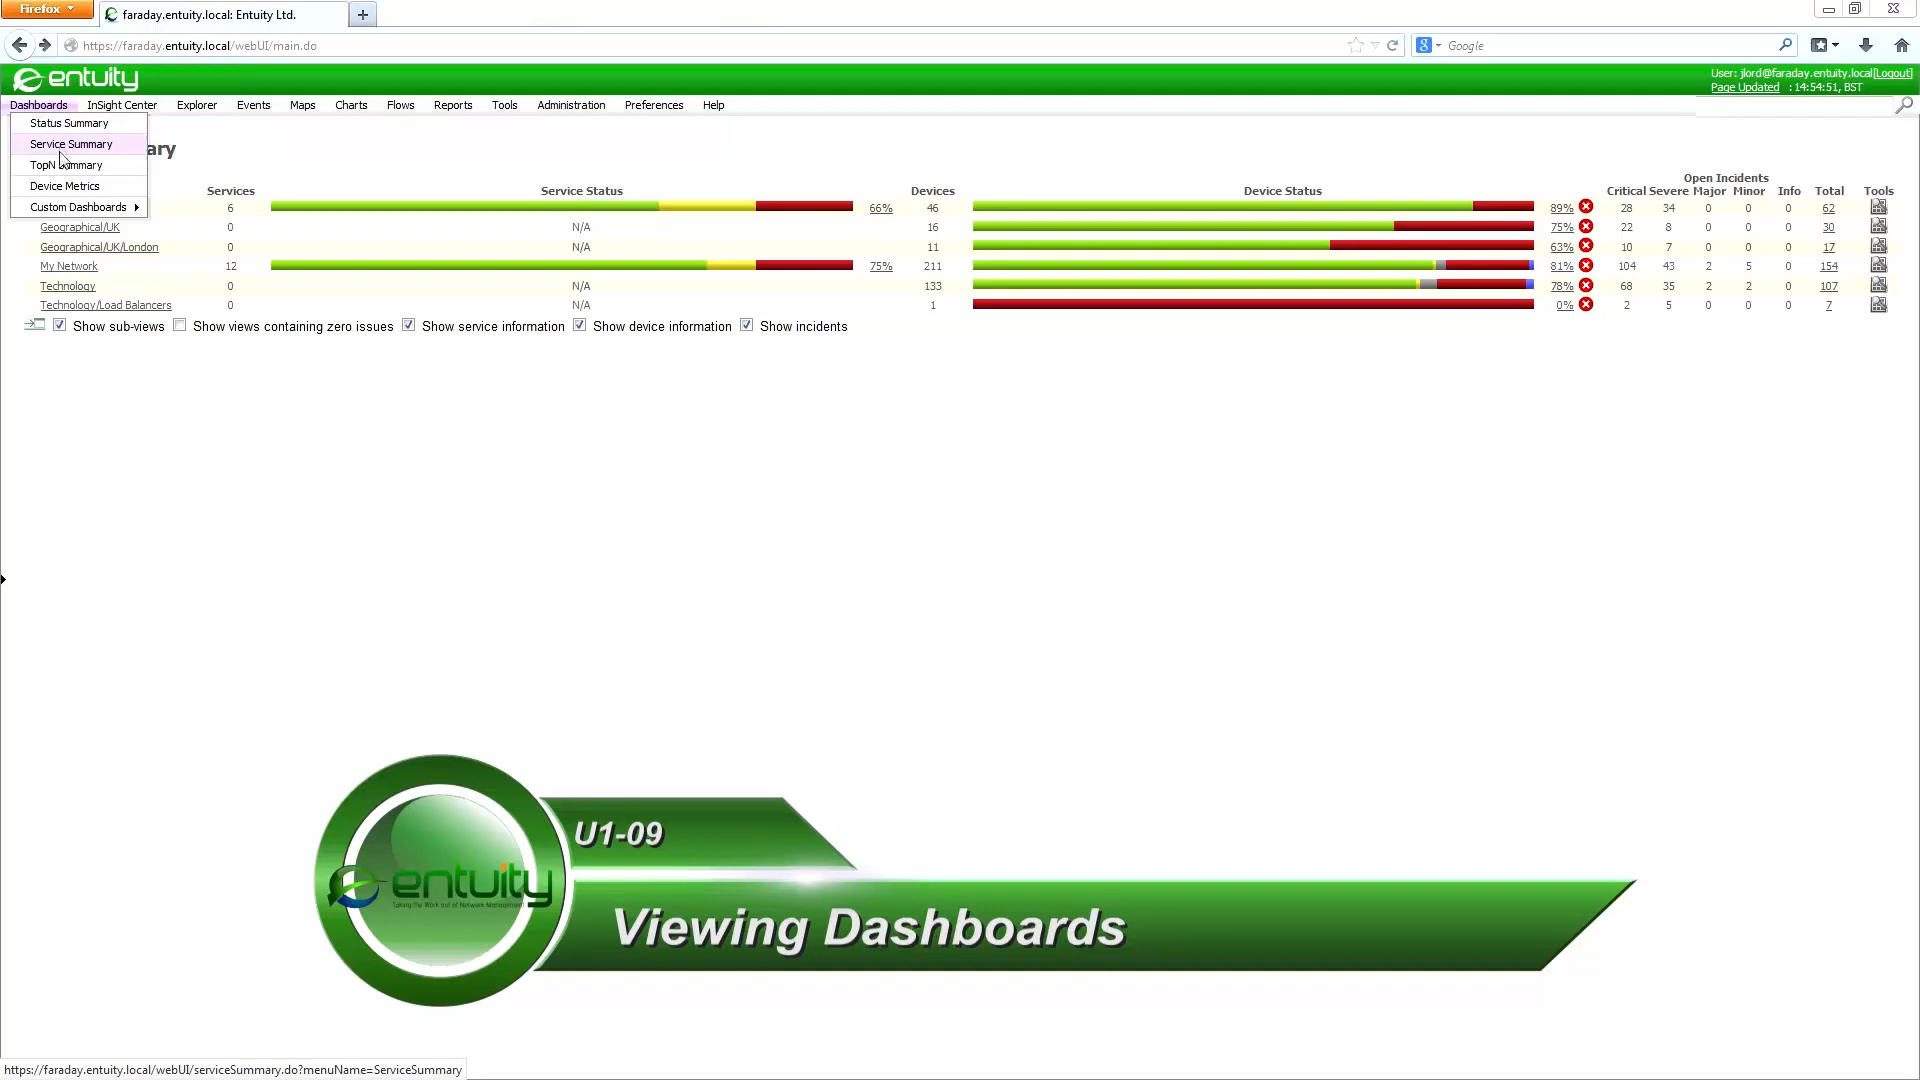 Firefox
faraday.entuity.local: Entuity Ltd.
https://faraday.entuity.local/webUI/main.do
Google
entuity
User: jlord@faraday.entuity.local[Logout]
Page Updated : 14:54:51, BST
Dashboards InSight Center Explorer Events Maps Charts Flows Reports Tools Administration Preferences Help
Status Summary
Service Summary
TopN Summary
Device Metrics
Custom Dashboards
ary
Open Incidents
Services Service Status Devices Device Status Critical Severe Major Minor Info Total Tools
6 66% 46 89% 28 34 0 0 0 62
Geographical/UK 0 N/A 16 75% 22 8 0 0 0 30
Geographical/UK/London 0 N/A 11 63% 10 7 0 0 0 17
My Network 12 75% 211 81% 104 43 2 5 0 154
Technology 0 N/A 133 78% 68 35 2 2 0 107
Technology/Load Balancers 0 N/A 1 0% 2 5 0 0 0 7
Show sub-views Show views containing zero issues Show service information Show device information Show incidents
U1-09
entuity
Taking the Work out of Network Management
Viewing Dashboards
https://faraday.entuity.local/webUI/serviceSummary.do?menuName=ServiceSummary